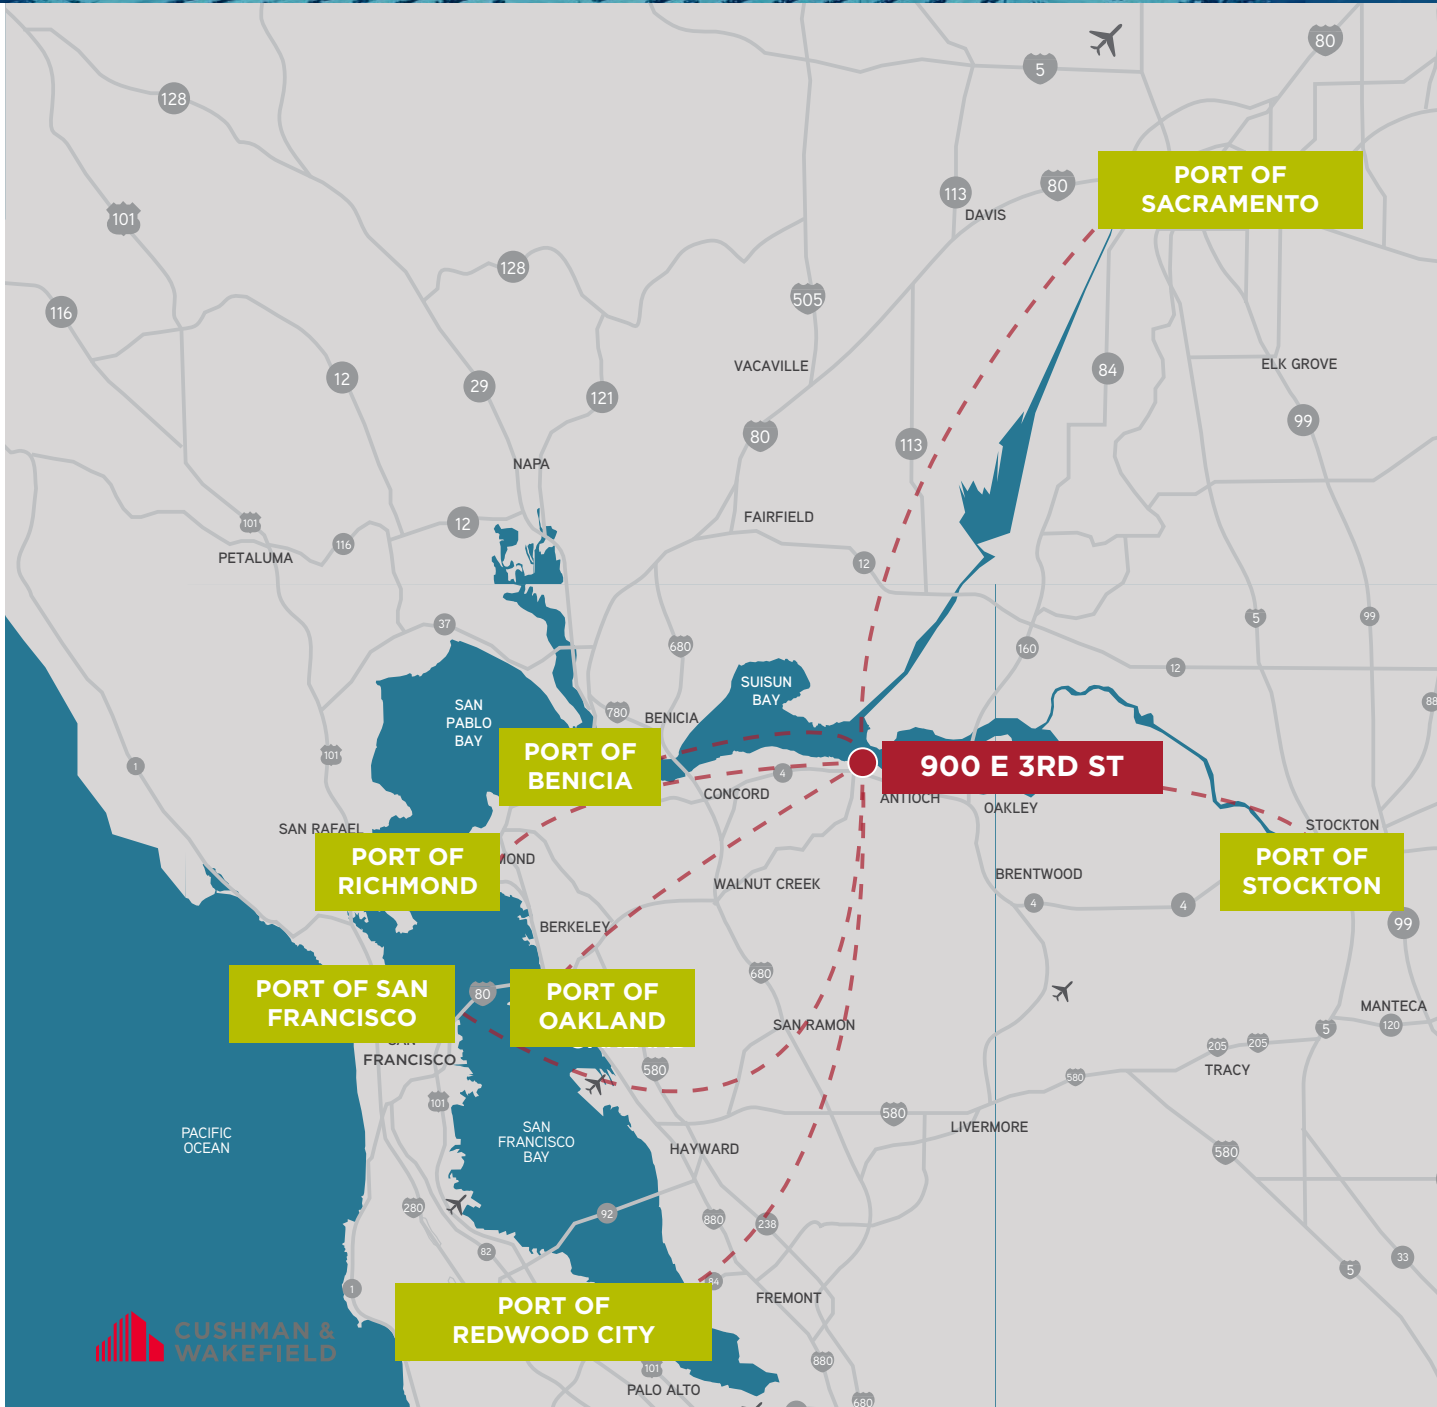 80
5
128
113
80
PORT OF
SACRAMENTO
101
DAVIS
128
505
116
VACAVILLE
84
ELK GROVE
12
29
121
99
80
113
NAPA
FAIRFIELD
101
12
116
PETALUMA
12
37
680
5
99
160
12
88
SUISUN
BAY
SAN
PABLO
BAY
780
BENICIA
PORT OF
BENICIA
101
1
4
900 E 3RD ST
CONCORD
ANTIOCH
OAKLEY
SAN RAFAEL
STOCKTON
PORT OF
RICHMOND
MOND
PORT OF
STOCKTON
WALNUT CREEK
BRENTWOOD
4
4
99
BERKELEY
680
PORT OF SAN
FRANCISCO
80
PORT OF
OAKLAND
MANTECA
SAN RAMON
5
120
SAN
FRANCISCO
205
205
TRACY
580
580
101
580
PACIFIC
OCEAN
SAN
FRANCISCO
BAY
LIVERMORE
HAYWARD
580
280
92
880
238
82
33
5
1
84
PORT OF
REDWOOD CITY
FREMONT
CUSHMAN &
WAKEFIELD
880
101
PALO ALTO
680